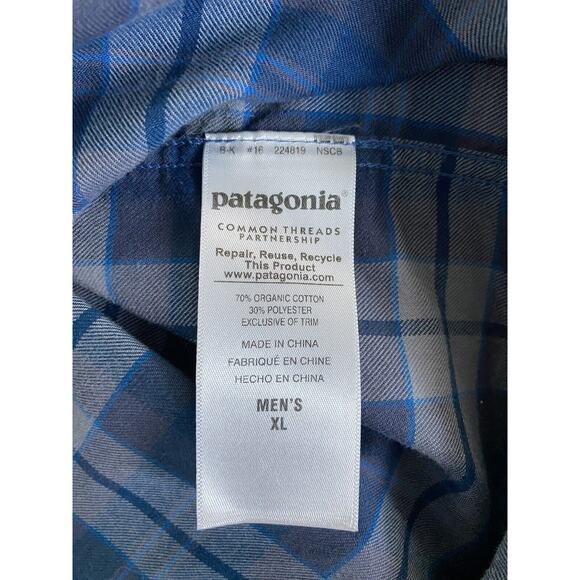 B-K #16 224819 NSCB
patagonia®
COMMON THREADS
PARTNERSHIP
Repair, Reuse, Recycle
This Product
www.patagonia.com
70% ORGANIC COTTON
30% POLYESTER
EXCLUSIVE OF TRIM
MADE IN CHINA
FABRIQUÉ EN CHINE
HECHO EN CHINA
MEN'S
XL